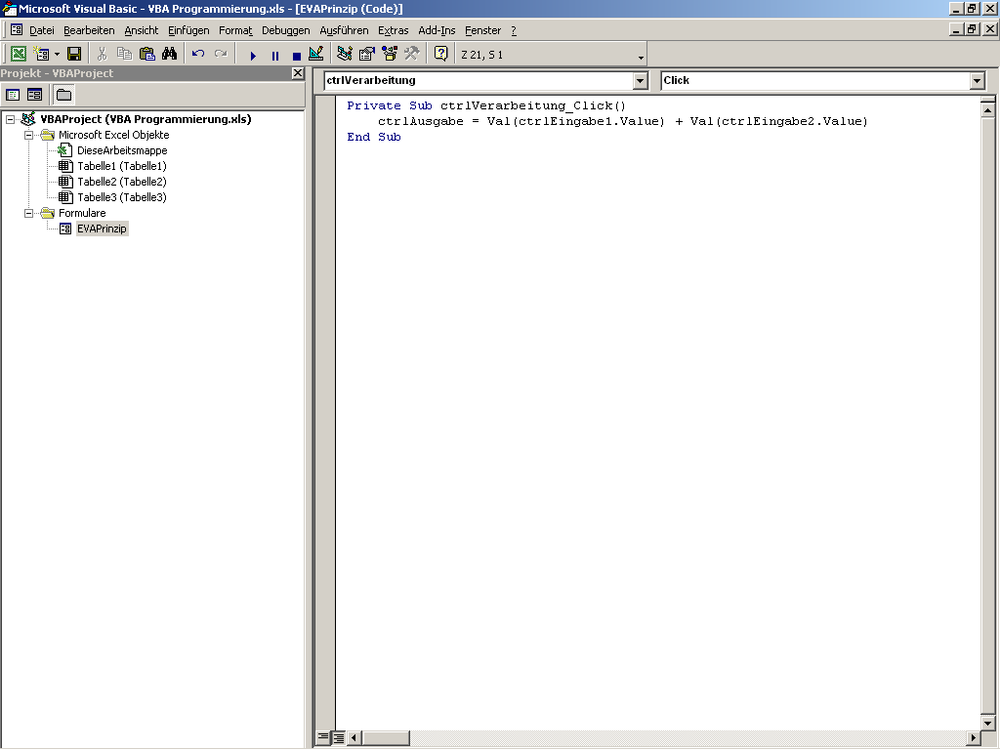 Microsoft Visual Basic - VBA Programmierung.xls - [EVAPrinzip (Code)]
Datei Bearbeiten Ansicht Einfügen Format Debuggen Ausführen Extras Add-Ins Fenster ?
Z 21, S 1
Projekt - VBAProject
ctrlVerarbeitung
Click
VBAProject (VBA Programmierung.xls)
Microsoft Excel Objekte
DieseArbeitsmappe
Tabelle1 (Tabelle1)
Tabelle2 (Tabelle2)
Tabelle3 (Tabelle3)
Formulare
EVAPrinzip
Private Sub ctrlVerarbeitung_Click()
ctrlAusgabe = Val(ctrlEingabe1.Value) + Val(ctrlEingabe2.Value)
End Sub